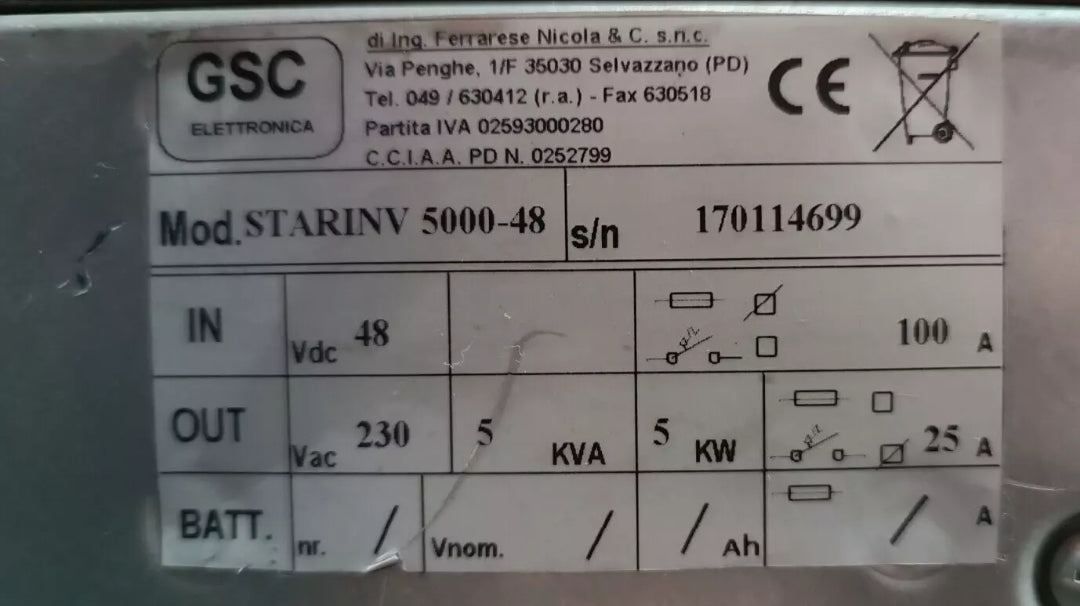 GSC
ELETTRONICA
di Ing. Ferrarese Nicola & C. s.n.c.
Via Penghe, 1/F 35030 Selvazzano (PD)
Tel. 049 / 630412 (r.a.) - Fax 630518
Partita IVA 02593000280
C.C.I.A.A. PD N. 0252799
CE
Mod. STARINV 5000-48 s/n 170114699
IN Vdc 48 100 A
OUT Vac 230 5 KVA 5 KW 25 A
BATT. nr. / Vnom. / / Ah / A